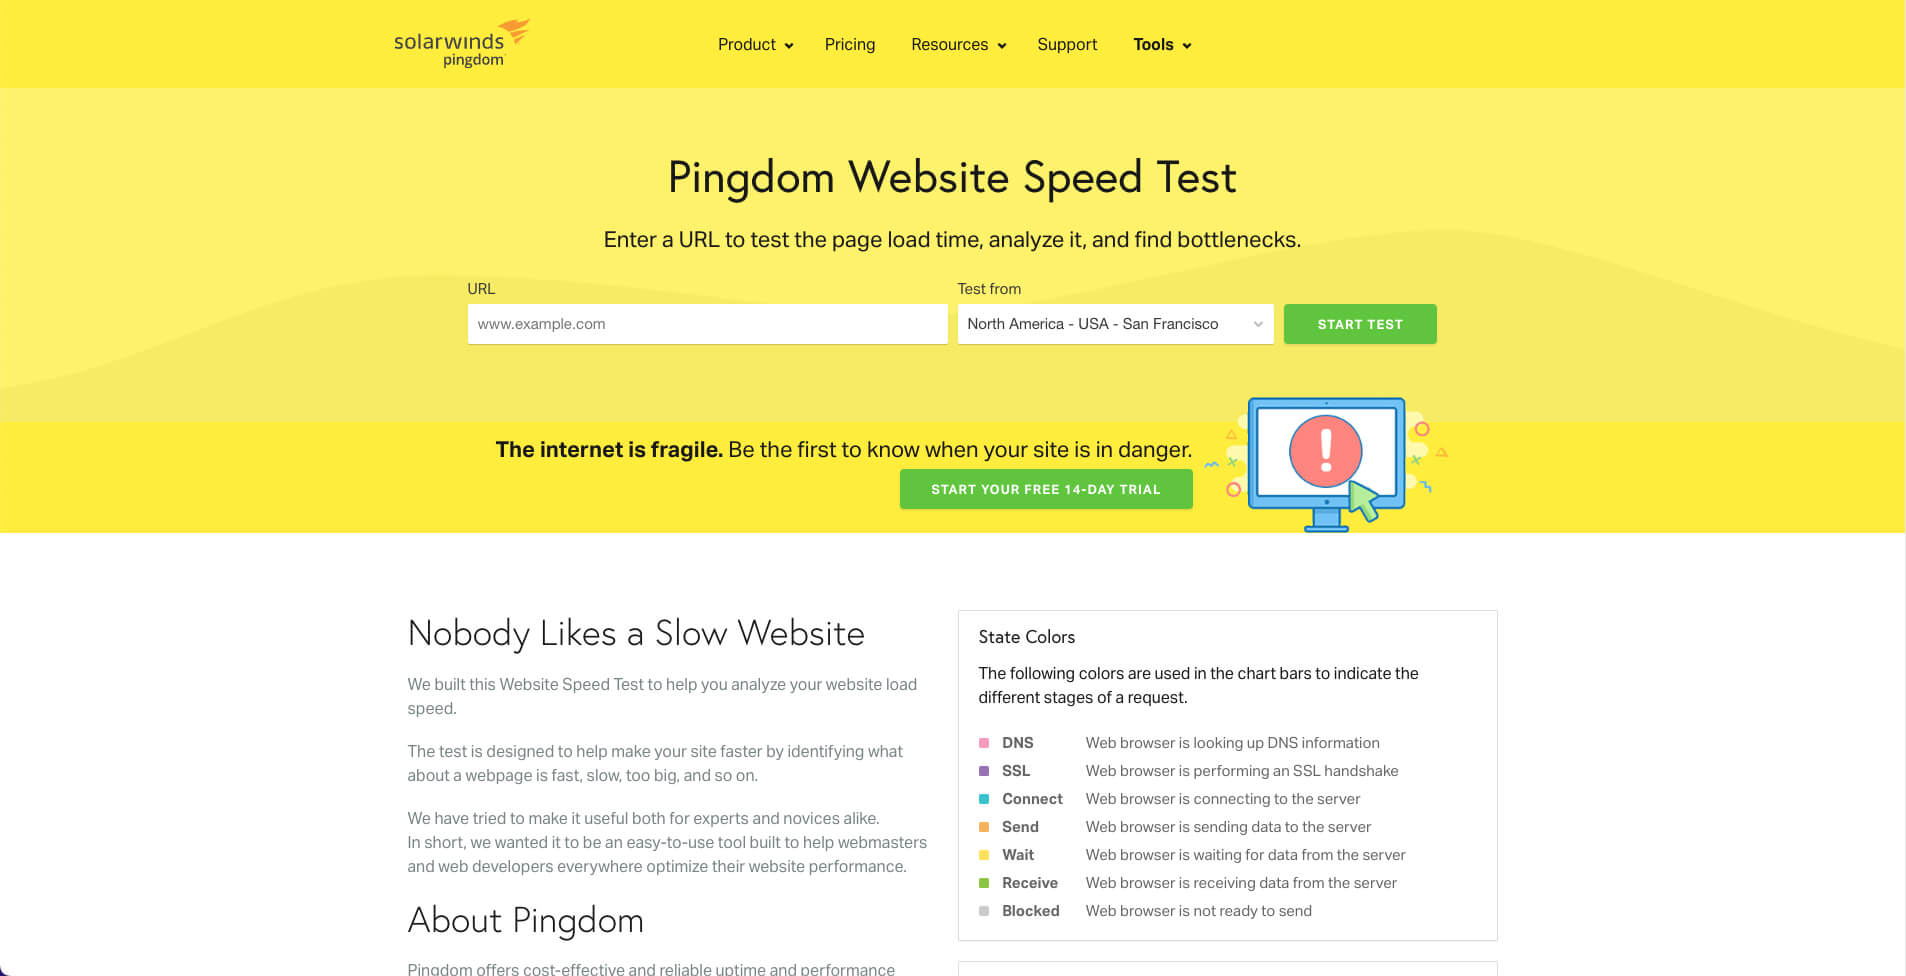 solarwinds
pingdom
Product
Pricing
Resources
Support
Tools
Pingdom Website Speed Test
Enter a URL to test the page load time, analyze it, and find bottlenecks.
URL
Test from
www.example.com
North America - USA - San Francisco
START TEST
The internet is fragile. Be the first to know when your site is in danger.
START YOUR FREE 14-DAY TRIAL
!
Nobody Likes a Slow Website
We built this Website Speed Test to help you analyze your website load
speed.
The test is designed to help make your site faster by identifying what
about a webpage is fast, slow, too big, and so on.
We have tried to make it useful both for experts and novices alike.
In short, we wanted it to be an easy-to-use tool built to help webmasters
and web developers everywhere optimize their website performance.
About Pingdom
Pingdom offers cost-effective and reliable uptime and performance
State Colors
The following colors are used in the chart bars to indicate the
different stages of a request.
DNS Web browser is looking up DNS information
SSL Web browser is performing an SSL handshake
Connect Web browser is connecting to the server
Send Web browser is sending data to the server
Wait Web browser is waiting for data from the server
Receive Web browser is receiving data from the server
Blocked Web browser is not ready to send